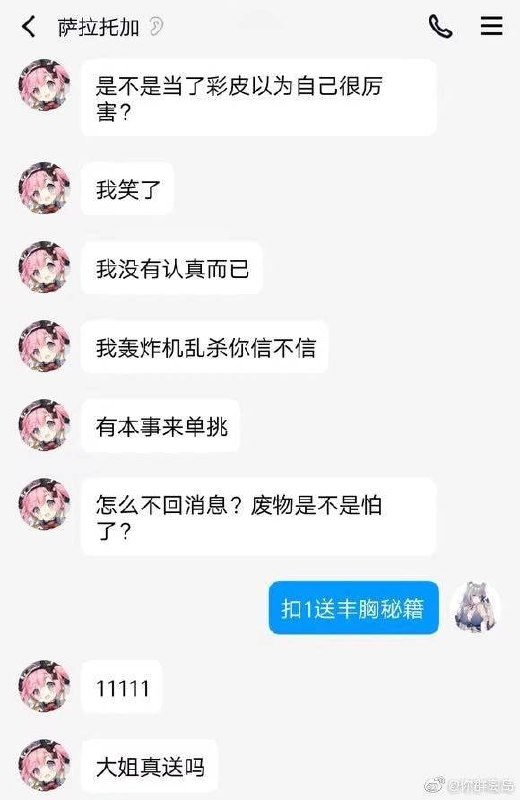 萨拉托加
是不是当了彩皮以为自己很厉
害？
我笑了
我没有认真而已
我轰炸机乱杀你信不信
有本事来单挑
怎么不回消息？废物是不是怕
了？
扣1送丰胸秘籍
11111
大姐真送吗